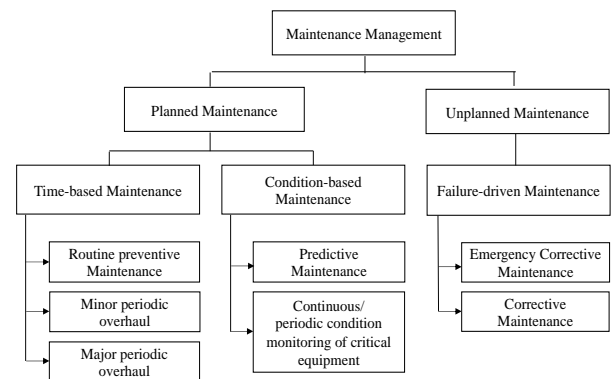 Maintenance Management
Planned Maintenance
Unplanned Maintenance
Time-based Maintenance
Condition-based
Maintenance
Failure-driven Maintenance
Routine preventive
Maintenance
Minor periodic
overhaul
Major periodic
overhaul
Predictive
Maintenance
Continuous/
periodic condition
monitoring of critical
equipment
Emergency Corrective
Maintenance
Corrective
Maintenance